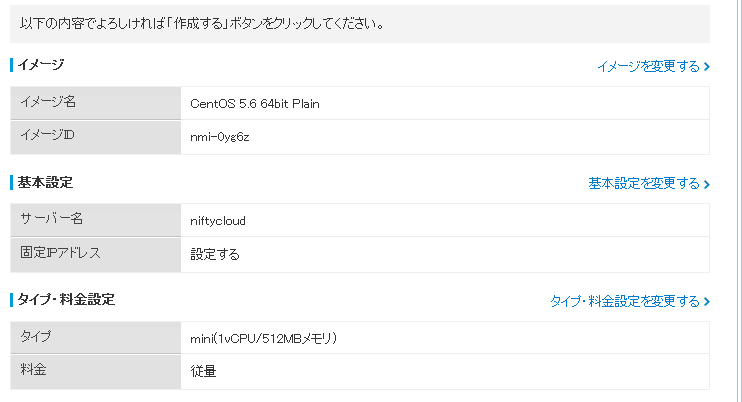 以下の内容でよろしければ「作成する」ボタンをクリックしてください。
イメージ イメージを変更する
イメージ名 CentOS 5.6 64bit Plain
イメージID nmi-0yg6z
基本設定 基本設定を変更する
サーバー名 niftycloud
固定IPアドレス 設定する
タイプ・料金設定 タイプ・料金設定を変更する
タイプ mini(1vCPU/512MBメモリ)
料金 従量